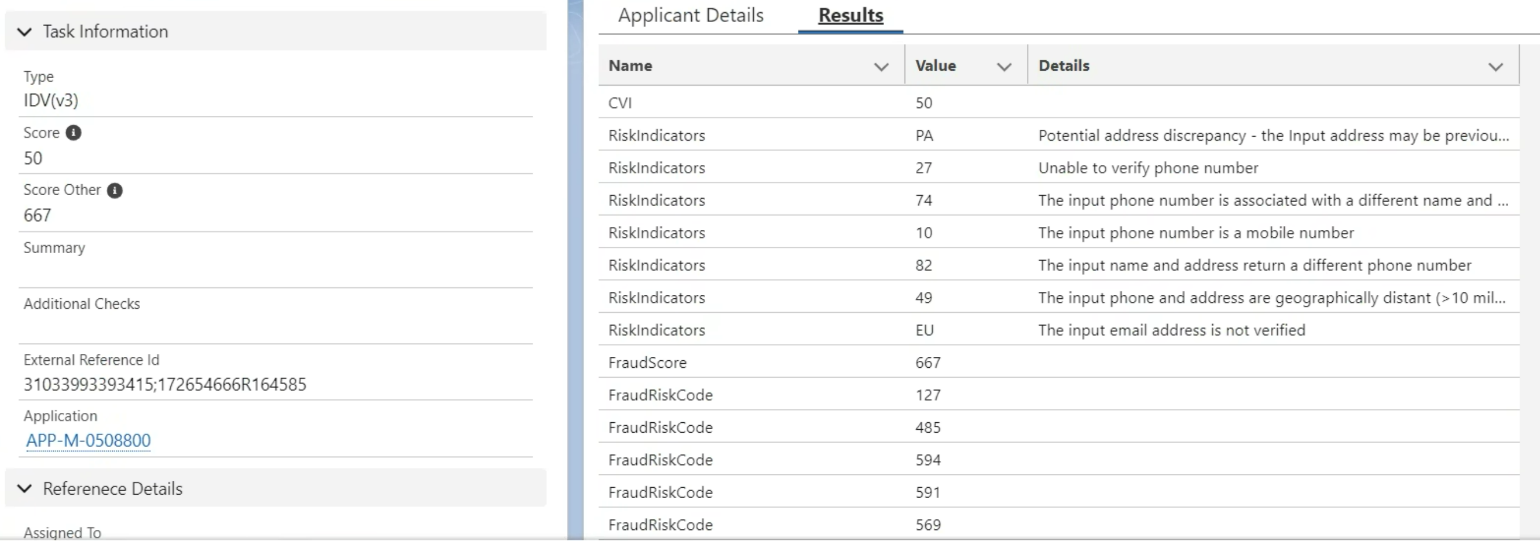 Task Information
Type
IDV(v3)
Score
50
Score Other
667
Summary
Additional Checks
External Reference Id
31033993393415;172654666R164585
Application
APP-M-0508800
Referenece Details
Assigned To
Applicant Details Results
Name Value Details
CVI 50
RiskIndicators PA Potential address discrepancy - the Input address may be previou...
RiskIndicators 27 Unable to verify phone number
RiskIndicators 74 The input phone number is associated with a different name and ...
RiskIndicators 10 The input phone number is a mobile number
RiskIndicators 82 The input name and address return a different phone number
RiskIndicators 49 The input phone and address are geographically distant (>10 mil...
RiskIndicators EU The input email address is not verified
FraudScore 667
FraudRiskCode 127
FraudRiskCode 485
FraudRiskCode 594
FraudRiskCode 591
FraudRiskCode 569